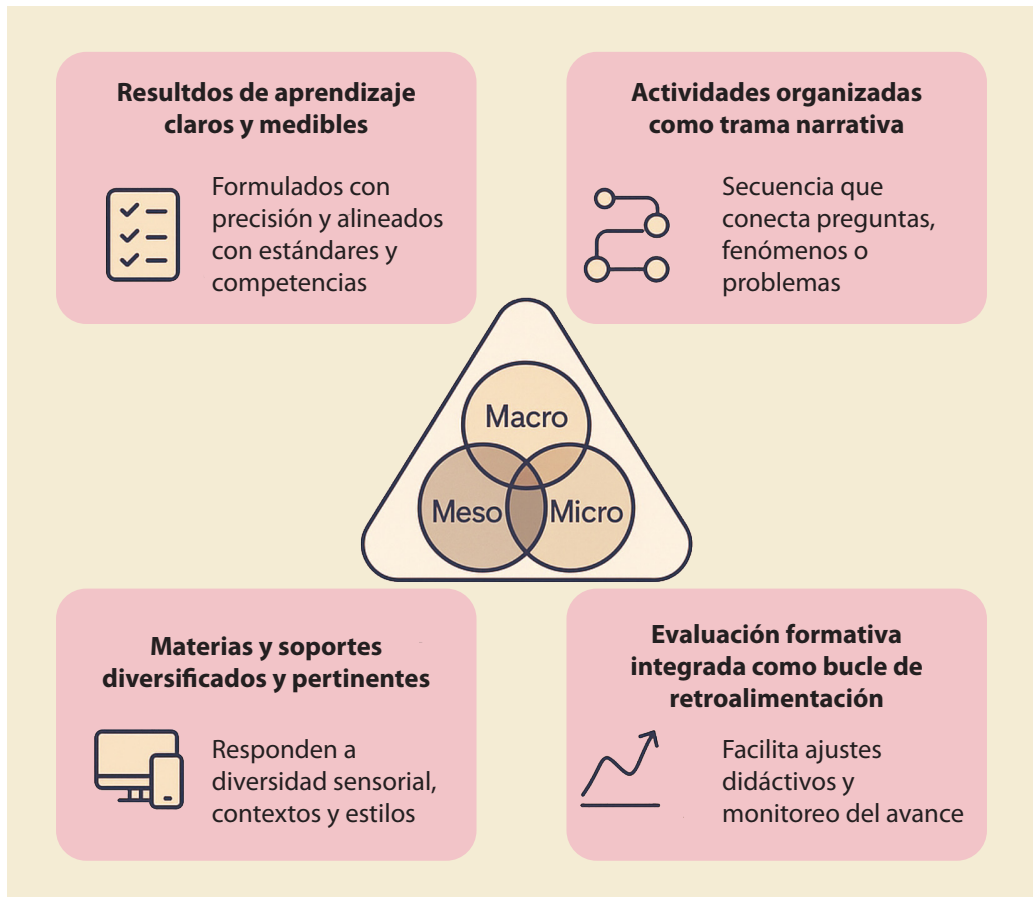 Resultdos de aprendizaje
claros y medibles
Formulados con
precisión y alineados
con estándares y
competencias
Actividades organizadas
como trama narrativa
Secuencia que
conecta preguntas,
fenómenos o
problemas
Macro
Meso
Micro
Materias y soportes
diversificados y pertinentes
Responden a
diversidad sensorial,
contextos y estilos
Evaluación formativa
integrada como bucle de
retroalimentación
Facilita ajustes
didáctivos y
monitoreo del avance